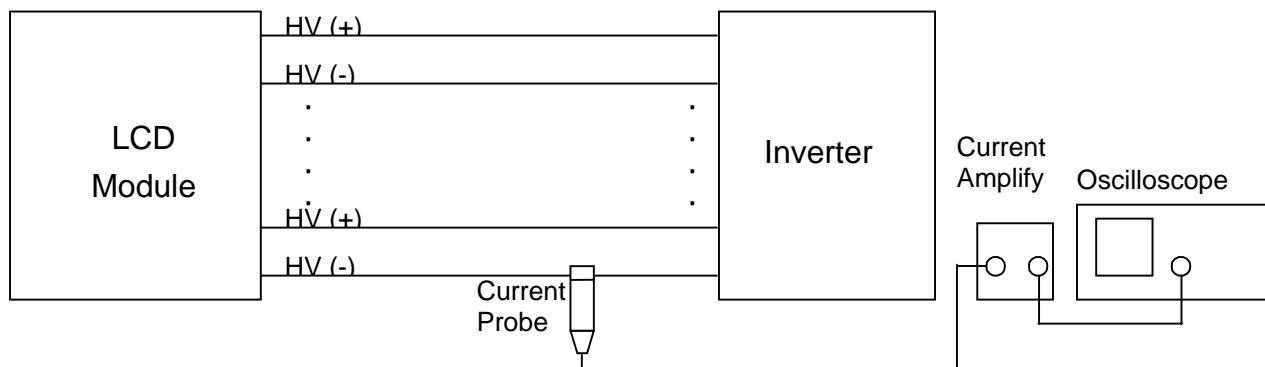 HV (+)
HV (-)
LCD
Module
Inverter
HV (+)
HV (-)
Current
Probe
Current
Amplify
Oscilloscope